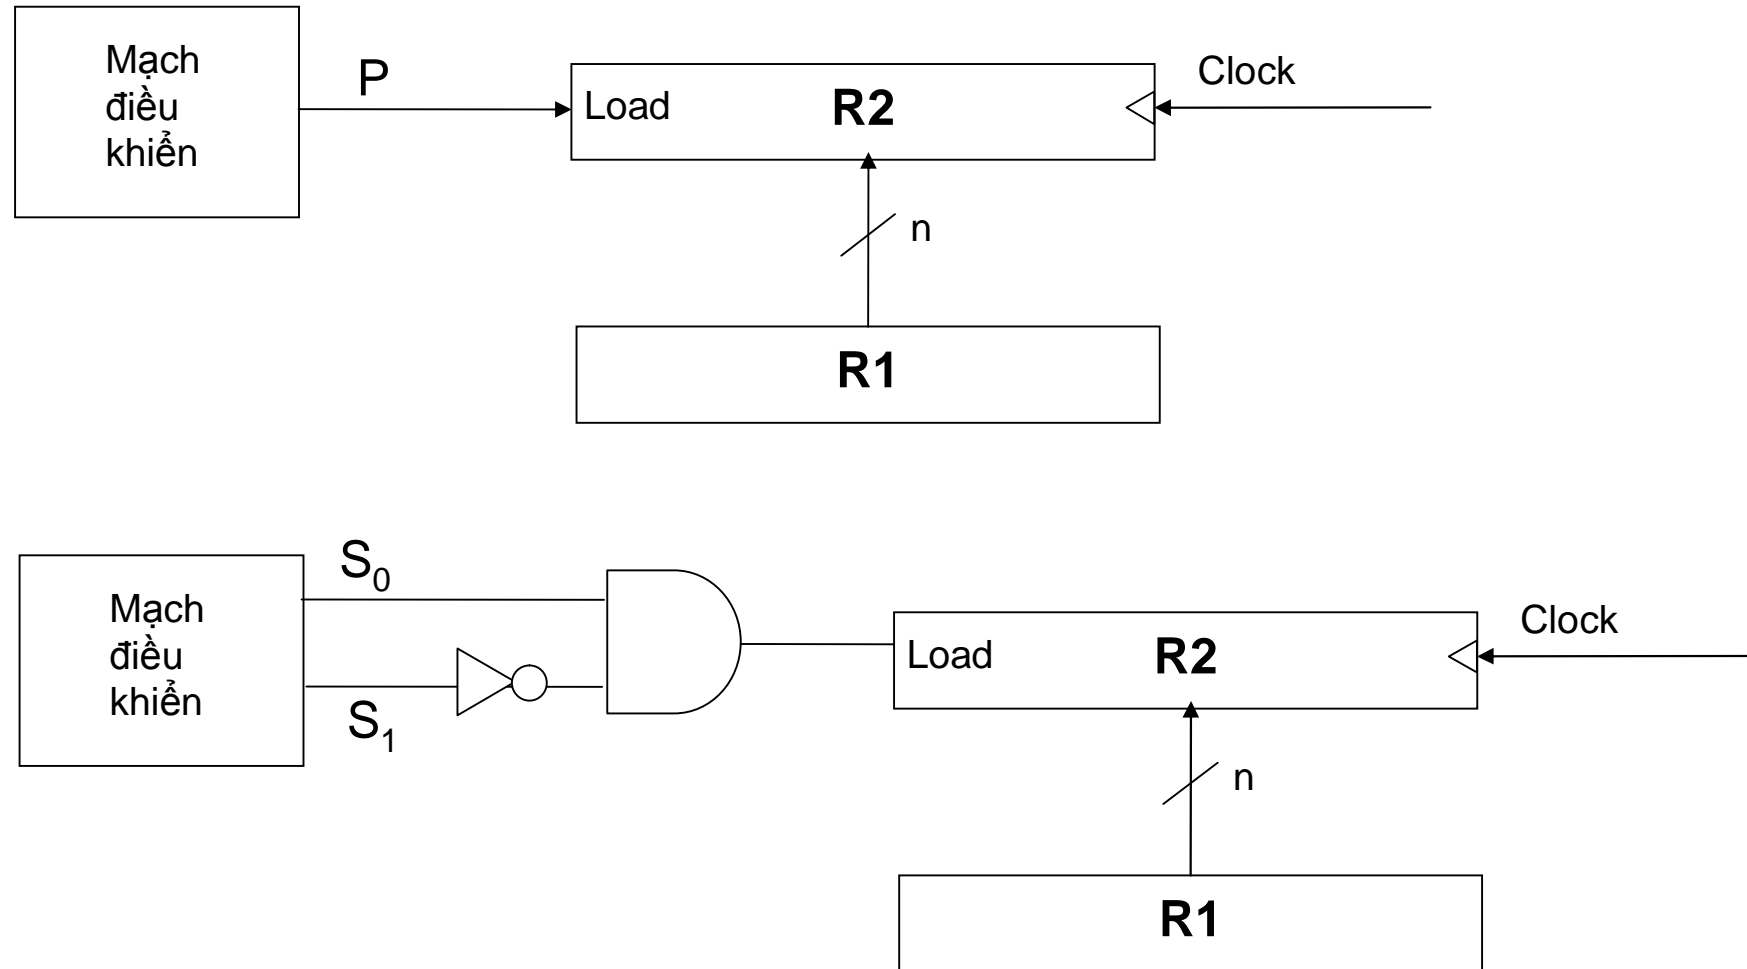 Mạch
điều
khiển
P
Load
R2
Clock
n
R1
S0
Mạch
điều
khiển
S1
Load
R2
Clock
n
R1